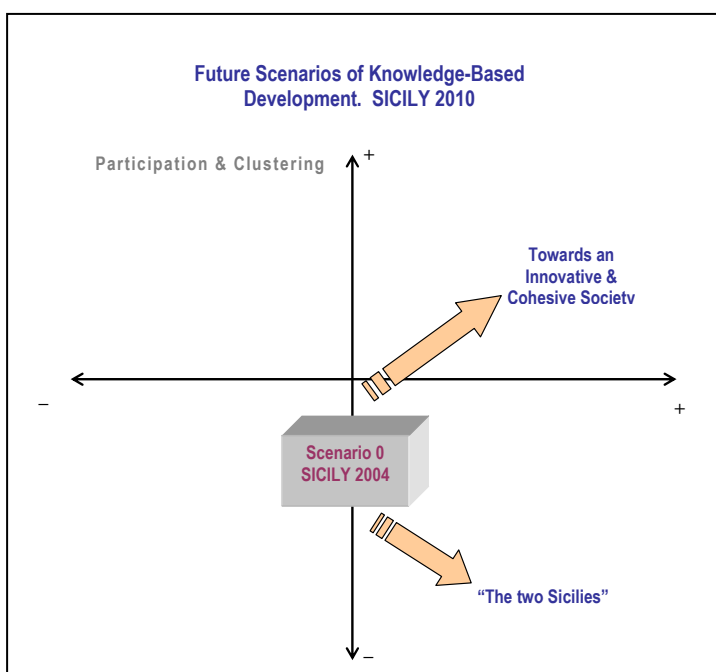 Future Scenarios of Knowledge-Based
Development. SICILY 2010
Participation & Clustering
+
Towards an
Innovative &
Cohesive Society
–
+
Scenario 0
SICILY 2004
“The two Sicilies”
–